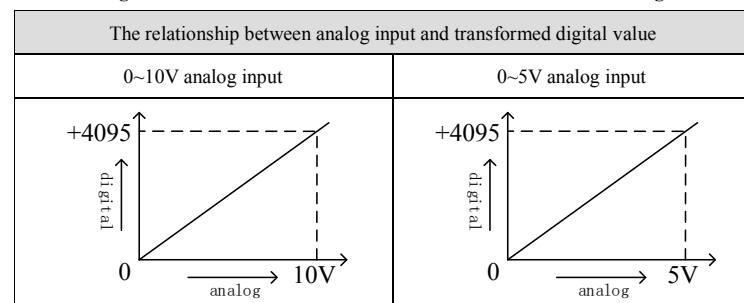 The relationship between analog input and transformed digital value
0~10V analog input
0~5V analog input
+4095
digital
0
10V
analog
+4095
digital
0
5V
analog